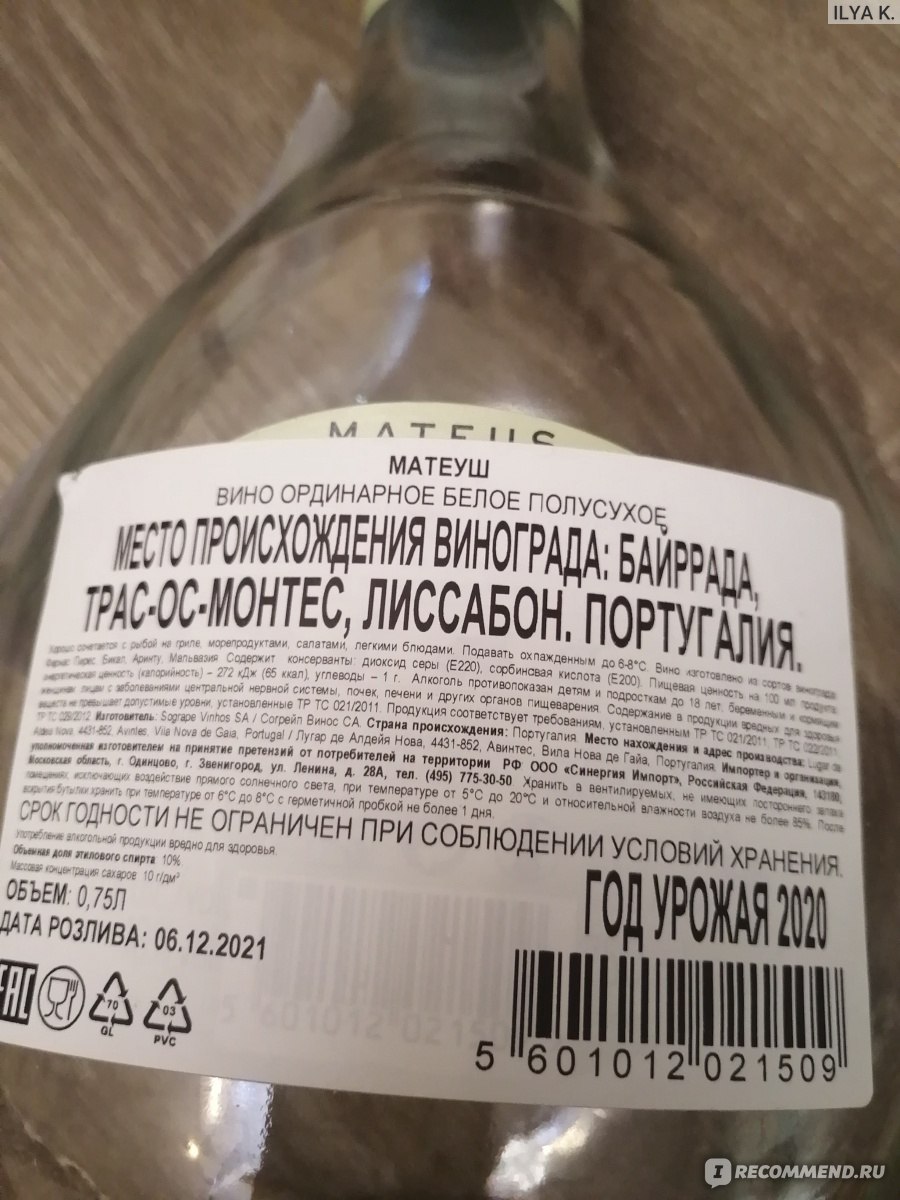 ILYA K.
MATEUS
МАТЕУШ
ВИНО ОРДИНАРНОЕ БЕЛОЕ ПОЛУСУХОЕ
МЕСТО ПРОИСХОЖДЕНИЯ ВИНОГРАДА: БАЙРРАДА,
ТРАС-ОС-МОНТЕС, ЛИССАБОН. ПОРТУГАЛИЯ.
Хорошо сочетается с рыбой на гриле, морепродуктами, салатами, легкими блюдами. Подавать охлажденным до 6-8°С. Вино изготовлено из сортов винограда:
Фернао Пирес, Бикал, Аринту, Мальвазия. Содержит консерванты: диоксид серы (Е220), сорбиновая кислота (Е200). Пищевая ценность на 100 мл продукта:
энергетическая ценность (калорийность) – 272 кДж (65 ккал), углеводы – 1 г. Алкоголь противопоказан детям и подросткам до 18 лет, беременным и кормящим
женщинам, лицам с заболеваниями центральной нервной системы, почек, печени и других органов пищеварения. Содержание в продукции вредных для здоровья
веществ не превышает допустимые уровни, установленные ТР ТС 021/2011. Продукция соответствует требованиям, установленным ТР ТС 021/2011, ТР ТС 022/2011,
ТР ТС 029/2012. Изготовитель: Sogrape Vinhos SA / Согрейп Винос СА. Страна происхождения: Португалия. Место нахождения и адрес производства: Lugar de
Aldeia Nova, 4431-852, Avintes, Vila Nova de Gaia, Portugal / Лугар де Алдейя Нова, 4431-852, Авинтес, Вила Нова де Гайа, Португалия. Импортер и организация,
уполномоченная изготовителем на принятие претензий от потребителей на территории РФ ООО «Синергия Импорт», Российская Федерация, 143180,
Московская область, г. Одинцово, г. Звенигород, ул. Ленина, д. 28А, тел. (495) 775-30-50 Хранить в вентилируемых, не имеющих постороннего запаха
помещениях, исключающих воздействие прямого солнечного света, при температуре от 5°С до 20°С и относительной влажности воздуха не более 85%. После
вскрытия бутылки хранить при температуре от 6°С до 8°С с герметичной пробкой не более 1 дня.
СРОК ГОДНОСТИ НЕ ОГРАНИЧЕН ПРИ СОБЛЮДЕНИИ УСЛОВИЙ ХРАНЕНИЯ.
Употребление алкогольной продукции вредно для здоровья.
Объемная доля этилового спирта 10%
Массовая концентрация сахаров 10 г/дм³
ОБЪЕМ: 0,75Л
ГОД УРОЖАЯ 2020
ДАТА РОЗЛИВА: 06.12.2021
EAC
70
GL
03
PVC
5 601012 021509
IRECOMMEND.RU